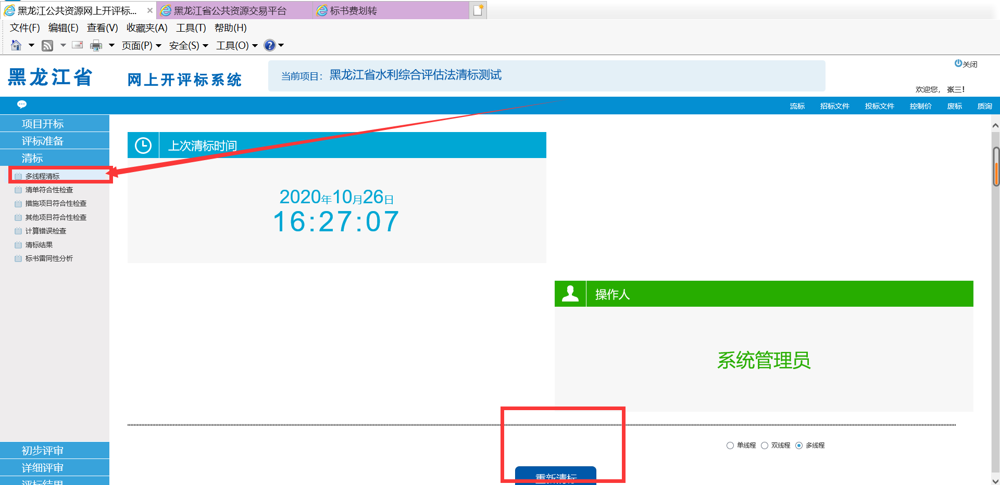 黑龙江公共资源网上开评标...
黑龙江省公共资源交易平台
标书费划转
文件(F) 编辑(E) 查看(V) 收藏夹(A) 工具(T) 帮助(H)
页面(P) 安全(S) 工具(O)
黑龙江省
网上开评标系统
当前项目： 黑龙江省水利综合评估法清标测试
关闭
欢迎您， 张三！
流标 招标文件 投标文件 控制价 废标 质询
项目开标
评标准备
清标
多线程清标
清单符合性检查
措施项目符合性检查
其他项目符合性检查
计算错误检查
清标结果
标书雷同性分析
初步评审
详细评审
评标结果
上次清标时间
2020年10月26日
16:27:07
操作人
系统管理员
单线程 双线程 多线程
重新清标